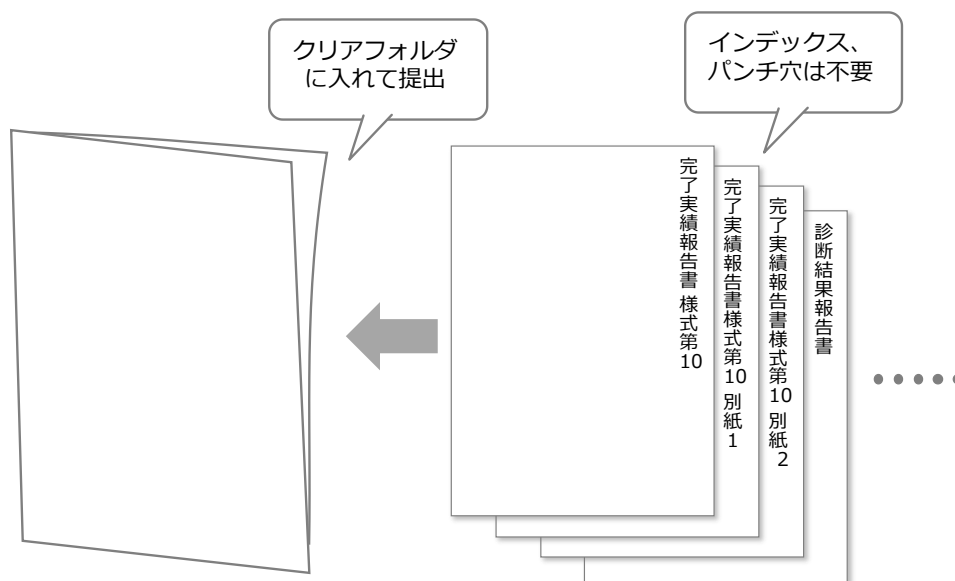 クリアフォルダ
に入れて提出
インデックス、
パンチ穴は不要
完了実績報告書 様式第10
完了実績報告書様式第10 別紙1
完了実績報告書様式第10 別紙2
診断結果報告書